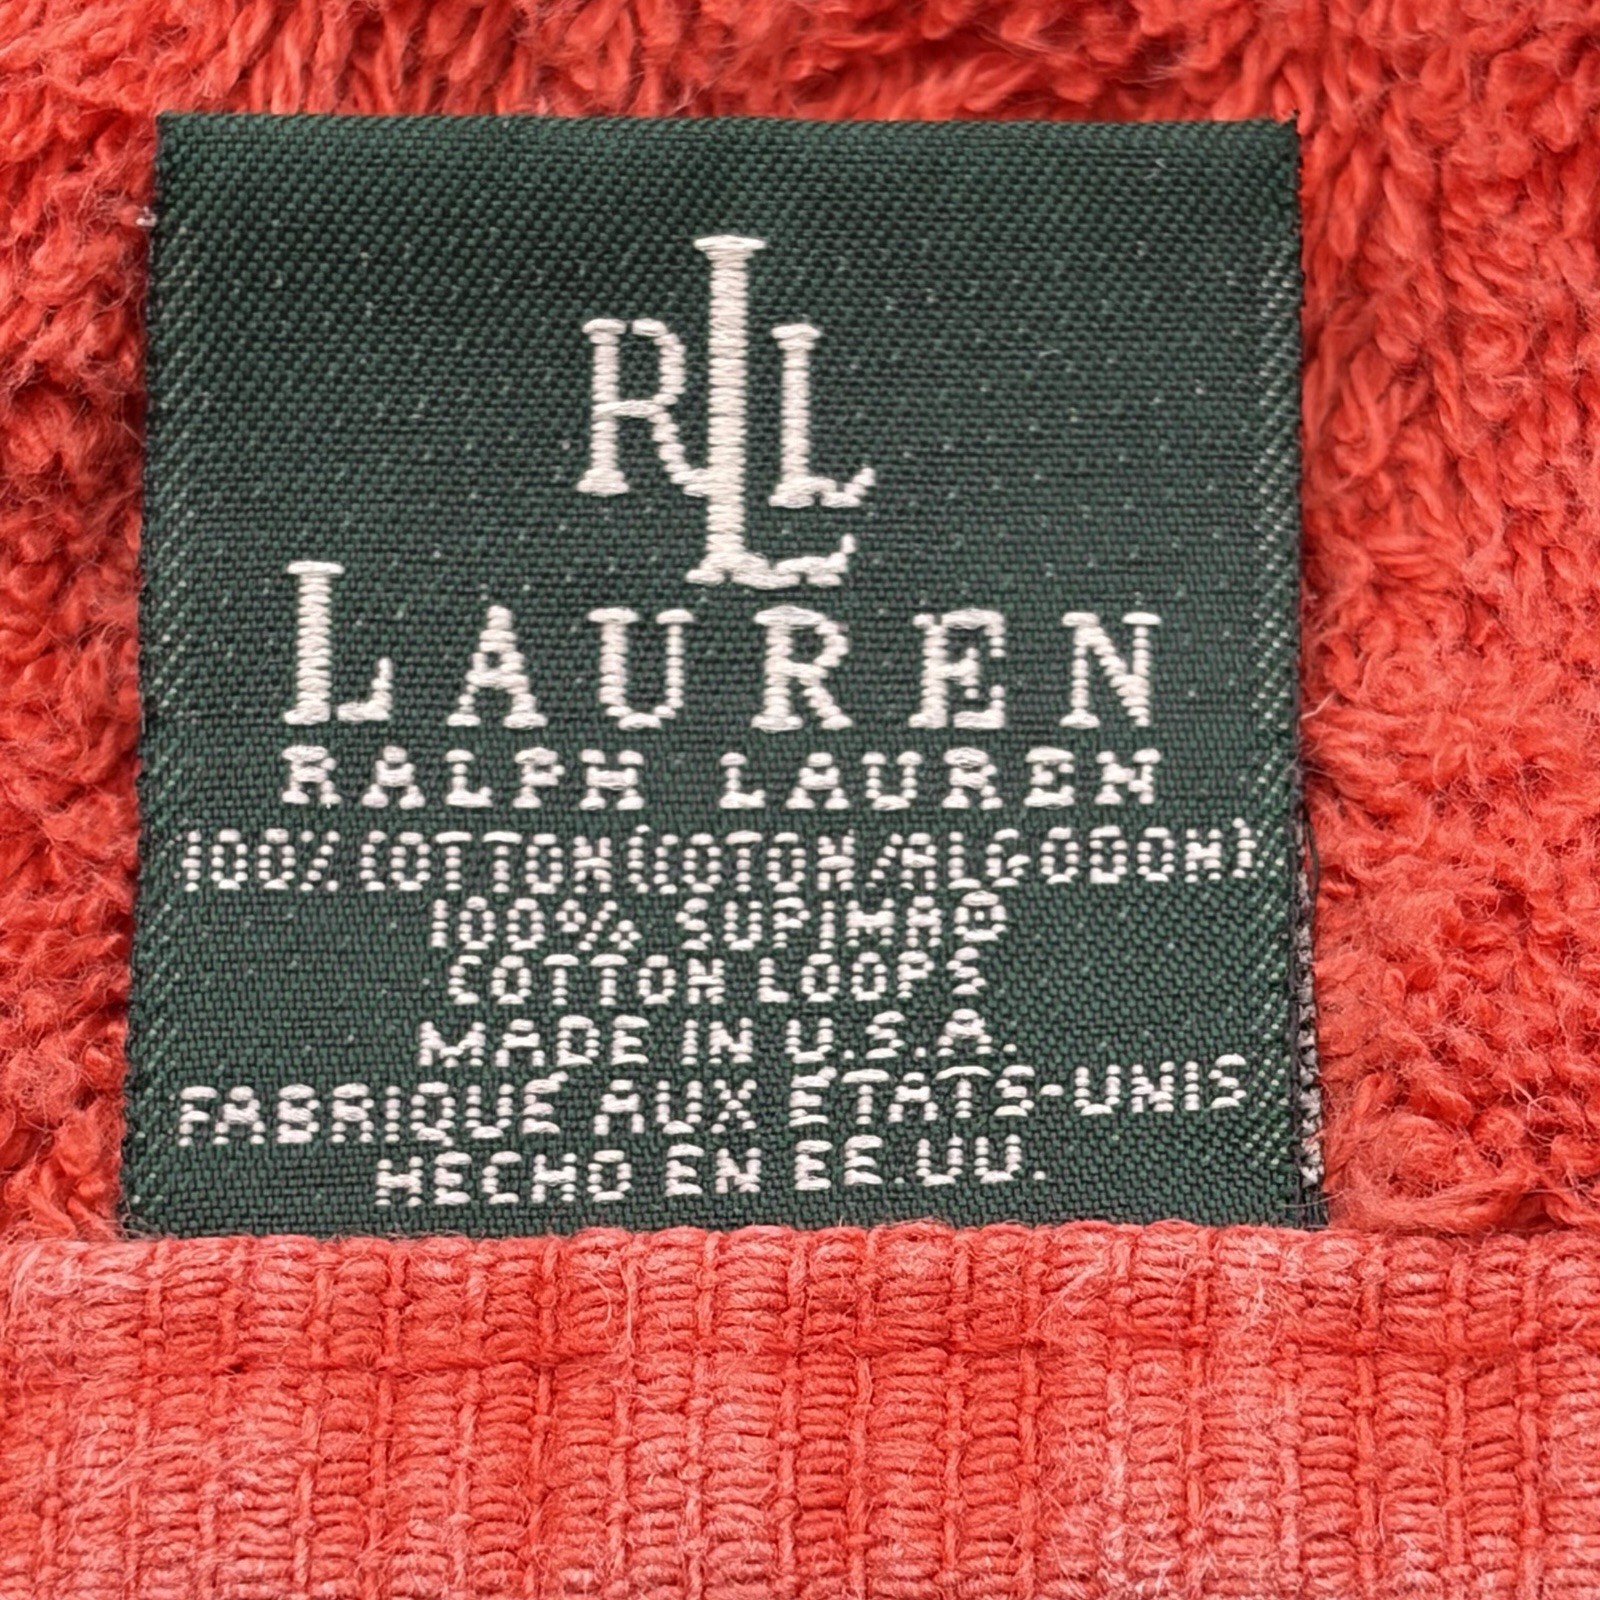 RLL
LAUREN
RALPH LAUREN
100% COTTON(COTON/ALGODON)
100% SUPIMA®
COTTON LOOPS
MADE IN U.S.A.
FABRIQUÉ AUX ÉTATS-UNIS
HECHO EN EE.UU.